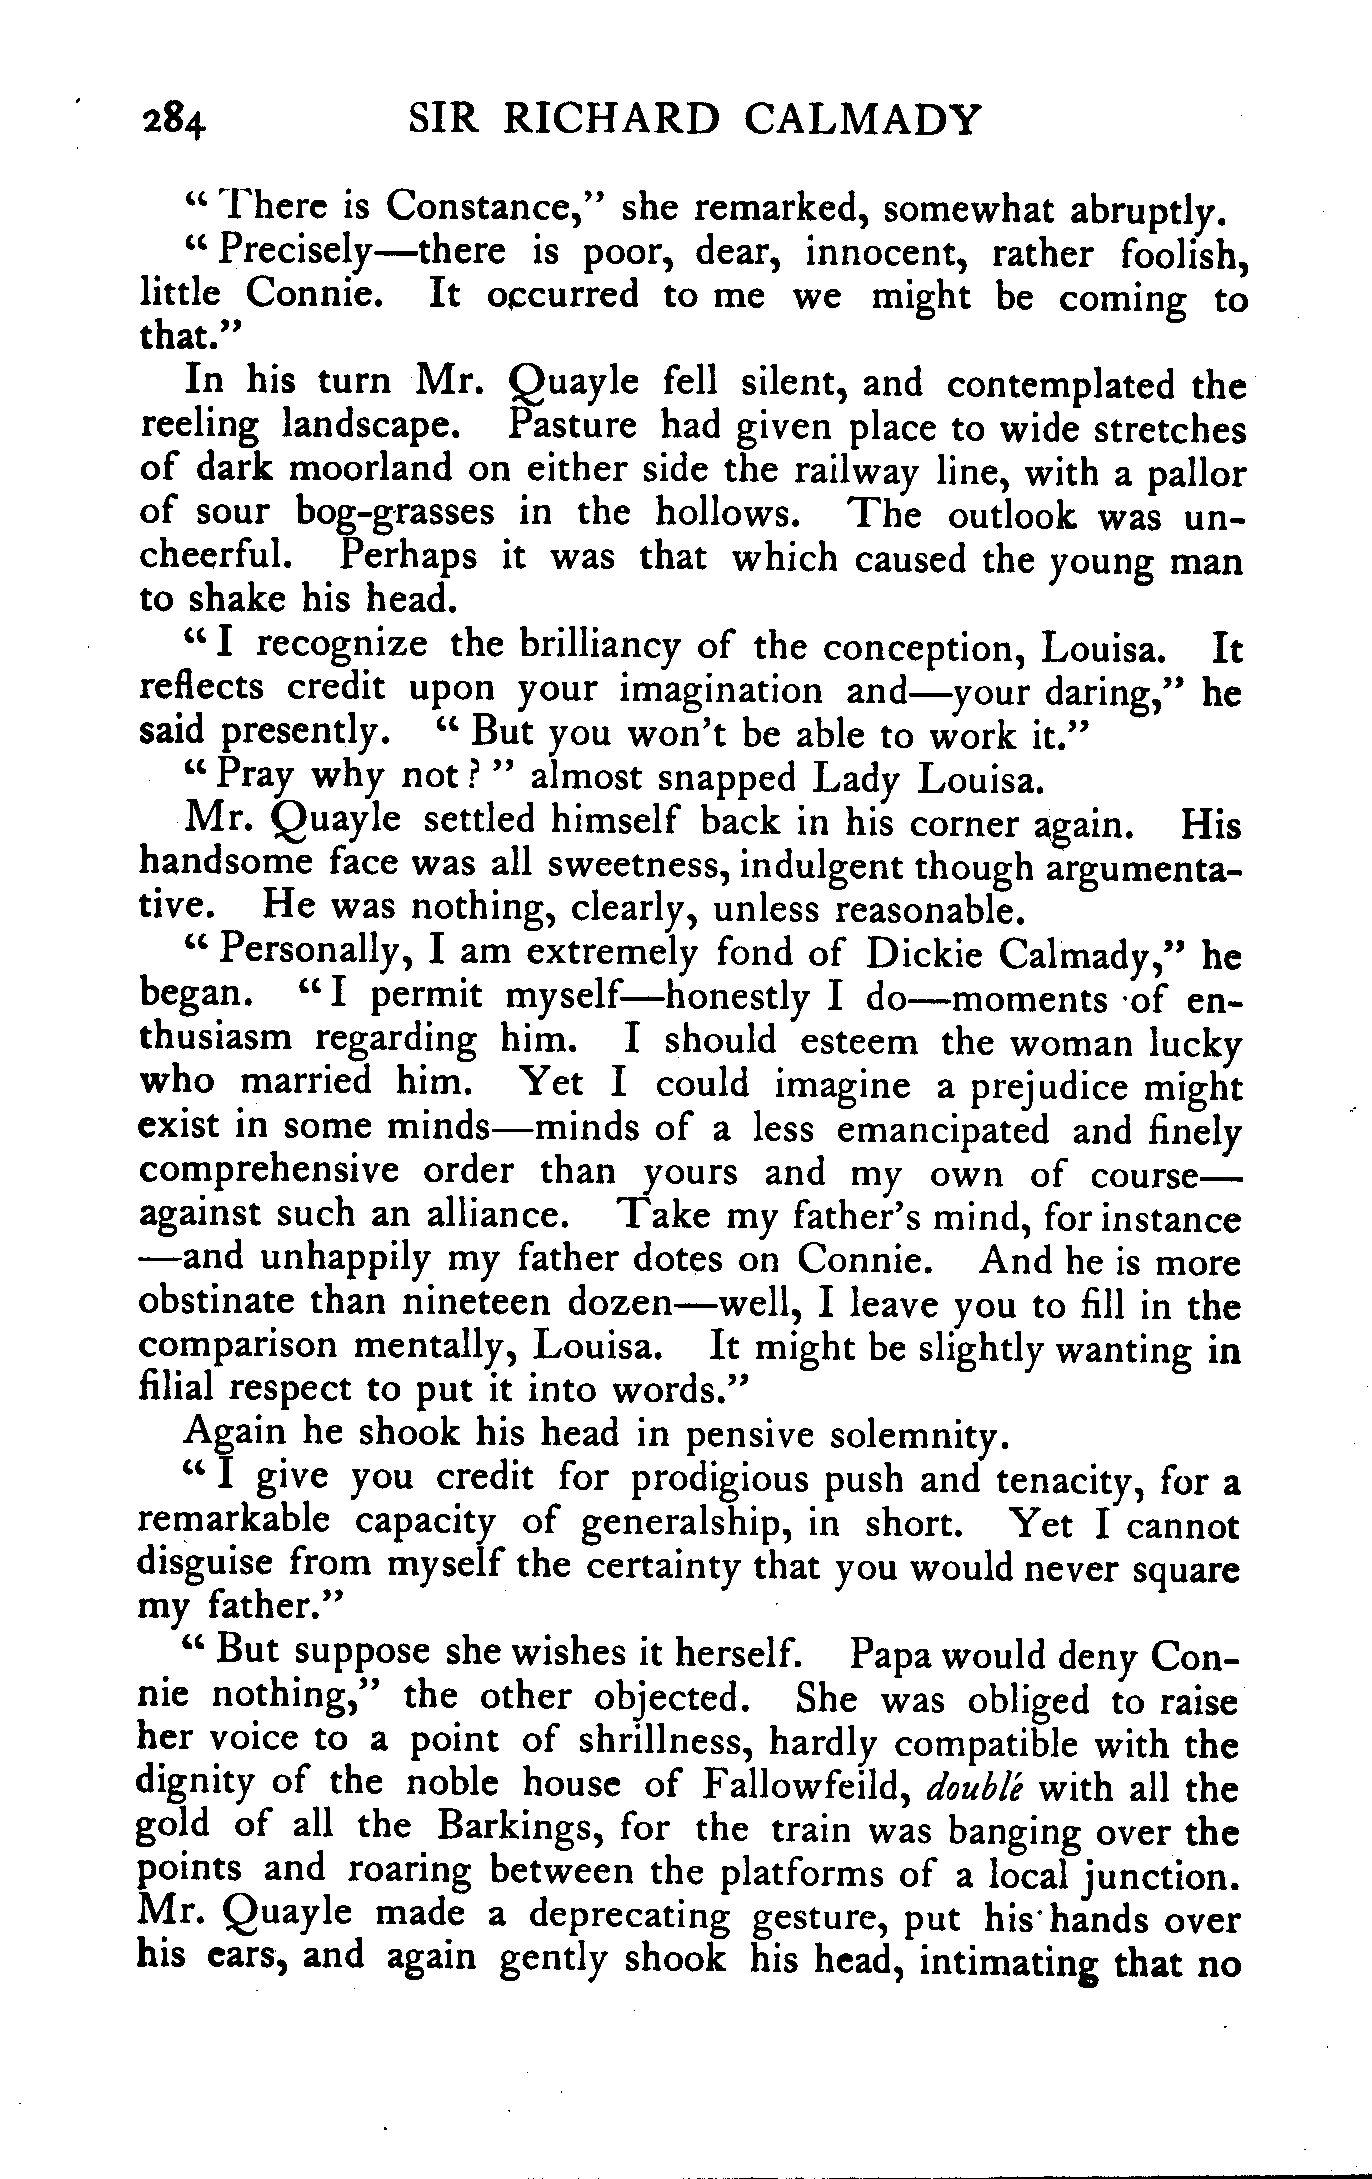 284 SIR RICHARD CALMADY
“ There is Constance,” she remarked, somewhat abruptly.
“ Precisely—there is poor, dear, innocent, rather foolish,
little Connie. It occurred to me we might be coming to
that.”
In his turn Mr. Quayle fell silent, and contemplated the
reeling landscape. Pasture had given place to wide stretches
of dark moorland on either side the railway line, with a pallor
of sour bog-grasses in the hollows. The outlook was un-
cheerful. Perhaps it was that which caused the young man
to shake his head.
“ I recognize the brilliancy of the conception, Louisa. It
reflects credit upon your imagination and—your daring,” he
said presently. “ But you won’t be able to work it.”
“ Pray why not ? ” almost snapped Lady Louisa.
Mr. Quayle settled himself back in his corner again. His
handsome face was all sweetness, indulgent though argumenta-
tive. He was nothing, clearly, unless reasonable.
“ Personally, I am extremely fond of Dickie Calmady,” he
began. “ I permit myself—honestly I do—moments of en-
thusiasm regarding him. I should esteem the woman lucky
who married him. Yet I could imagine a prejudice might
exist in some minds—minds of a less emancipated and finely
comprehensive order than yours and my own of course—
against such an alliance. Take my father’s mind, for instance
—and unhappily my father dotes on Connie. And he is more
obstinate than nineteen dozen—well, I leave you to fill in the
comparison mentally, Louisa. It might be slightly wanting in
filial respect to put it into words.”
Again he shook his head in pensive solemnity.
“ I give you credit for prodigious push and tenacity, for a
remarkable capacity of generalship, in short. Yet I cannot
disguise from myself the certainty that you would never square
my father.”
“ But suppose she wishes it herself. Papa would deny Con-
nie nothing,” the other objected. She was obliged to raise
her voice to a point of shrillness, hardly compatible with the
dignity of the noble house of Fallowfeild, doublé with all the
gold of all the Barkings, for the train was banging over the
points and roaring between the platforms of a local junction.
Mr. Quayle made a deprecating gesture, put his hands over
his ears, and again gently shook his head, intimating that no